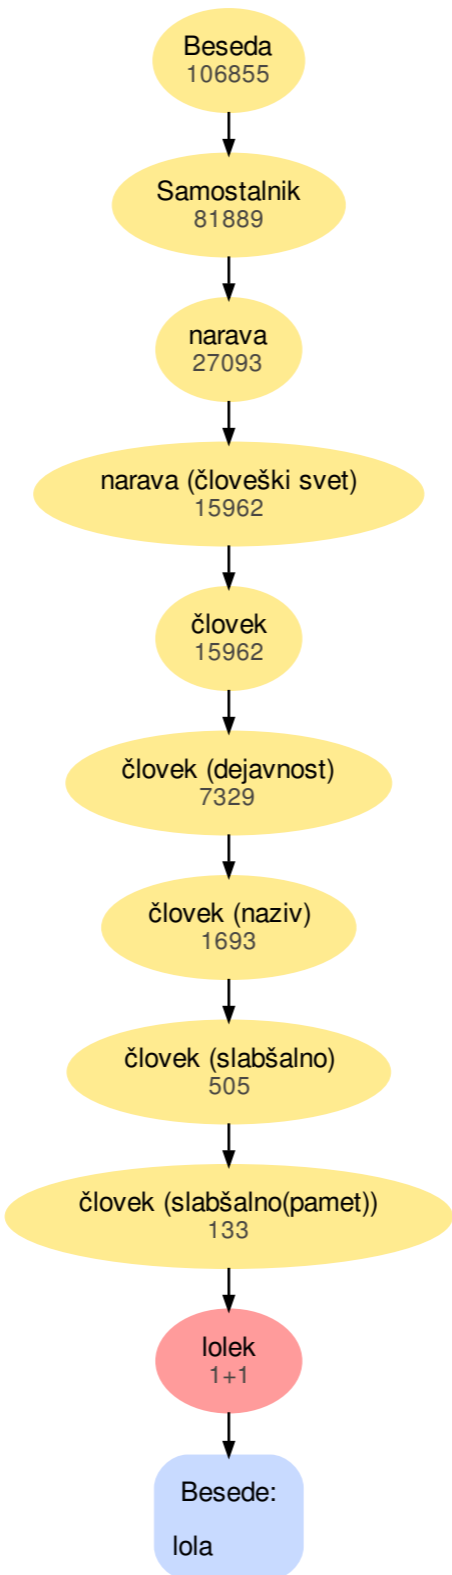 Beseda
106855
Samostalnik
81889
narava
27093
narava (človeški svet)
15962
človek
15962
človek (dejavnost)
7329
človek (naziv)
1693
človek (slabšalno)
505
človek (slabšalno(pamet))
133
lolek
1+1
Besede:
lola